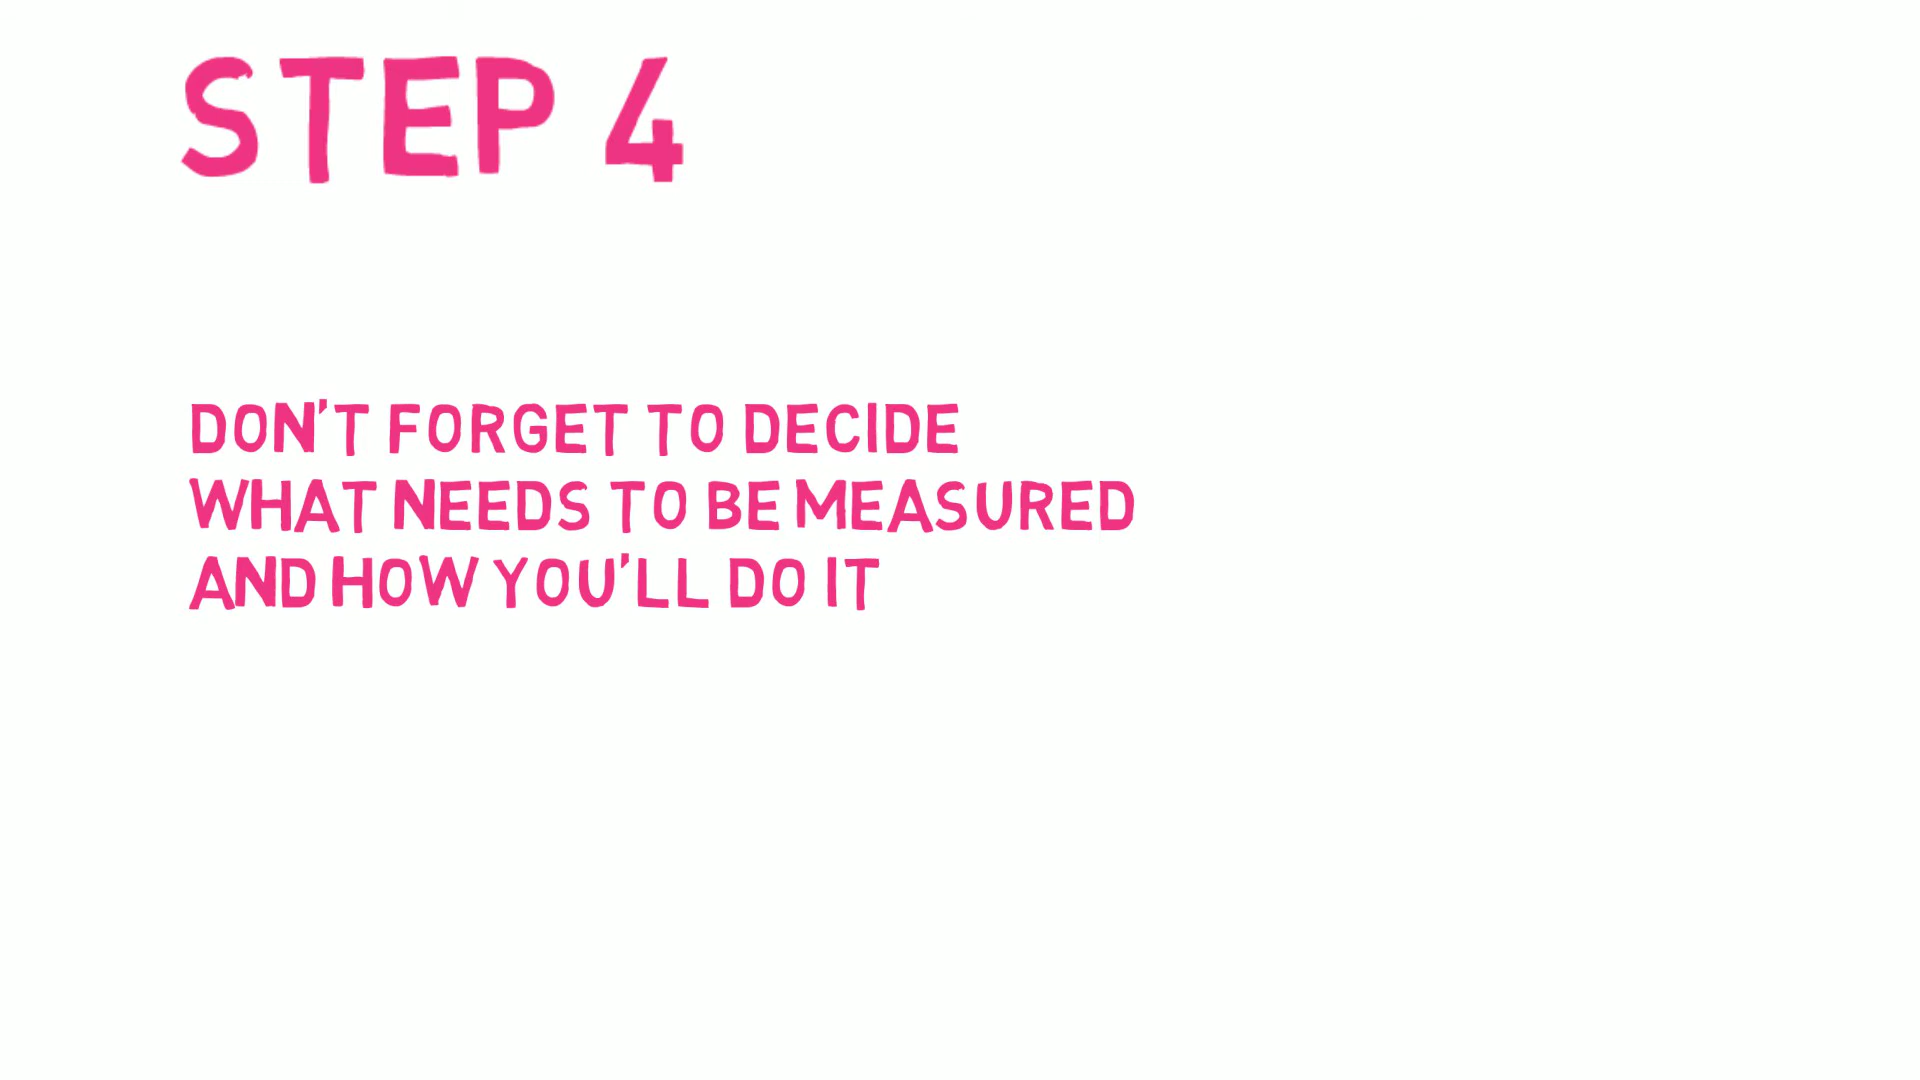 STEP 4
DON'T FORGET TO DECIDE
WHAT NEEDS TO BE MEASURED
AND HOW YOU'LL DO IT